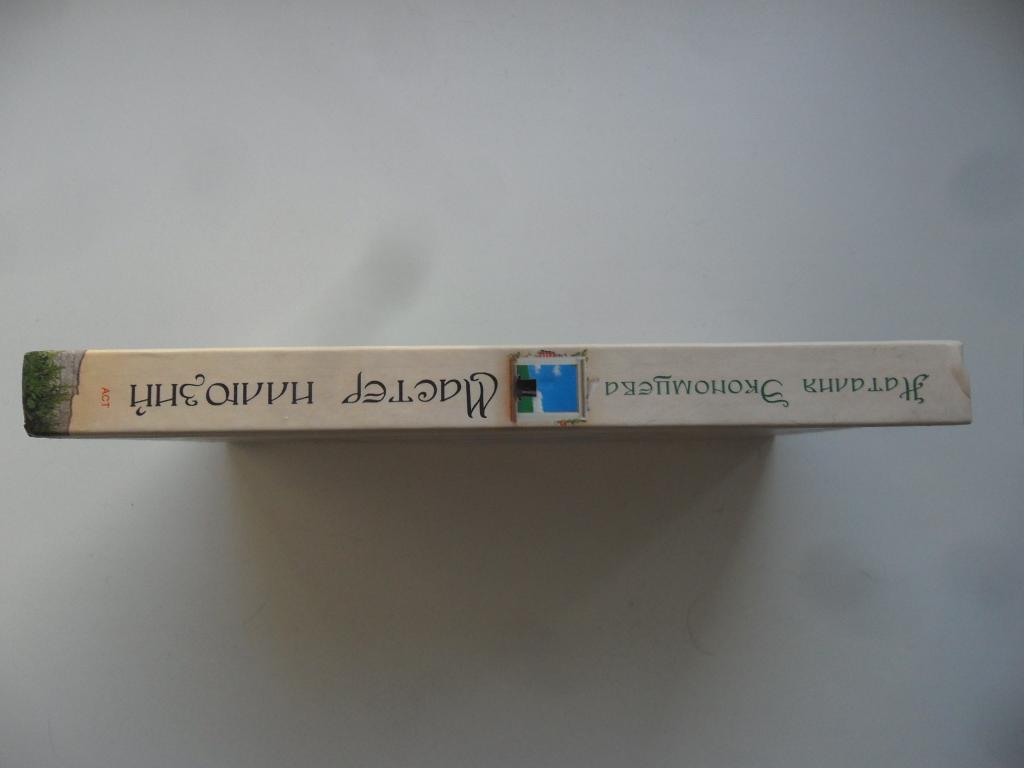 Наталия Экономцева
Мастер иллюзий
АСТ